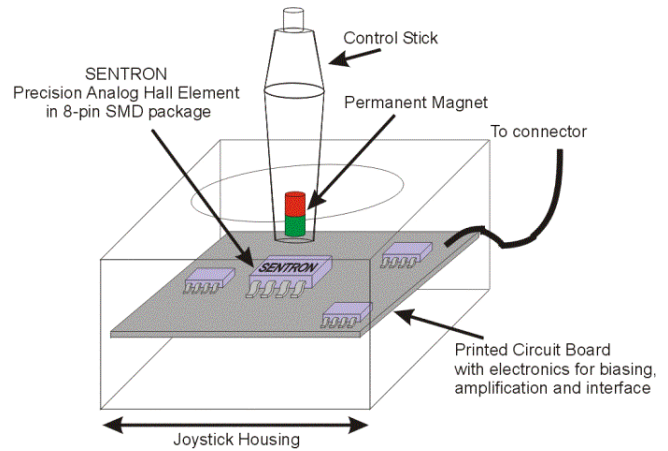 Control Stick
SENTRON
Precision Analog Hall Element
in 8-pin SMD package
Permanent Magnet
To connector
SENTRON
Printed Circuit Board
with electronics for biasing,
amplification and interface
Joystick Housing